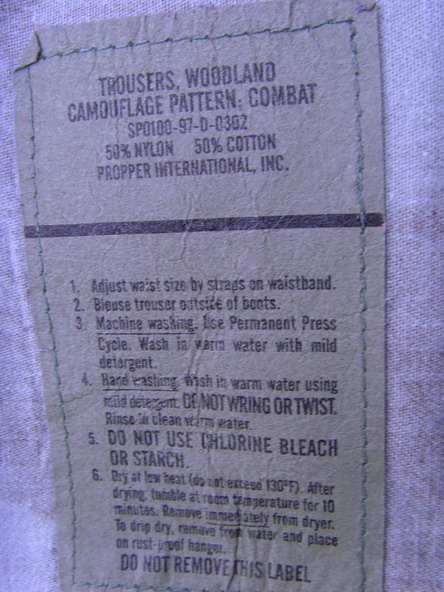 TROUSERS, WOODLAND
CAMOUFLAGE PATTERN: COMBAT
SPO100-97-D-0302
50% NYLON 50% COTTON
PROPPER INTERNATIONAL, INC.
1. Adjust waist size by straps on waistband.
2. Blouse trouser outside of boots.
3. Machine washing. Use Permanent Press
Cycle. Wash in warm water with mild
detergent.
4. Hand washing. Wash in warm water using
mild detergent. DO NOT WRING OR TWIST.
Rinse in clean warm water.
5. DO NOT USE CHLORINE BLEACH
OR STARCH.
6. Dry at low heat (do not exceed 130°F). After
drying, tumble at room temperature for 10
minutes. Remove immediately from dryer.
To drip dry, remove from water and place
on rust-proof hanger.
DO NOT REMOVE THIS LABEL